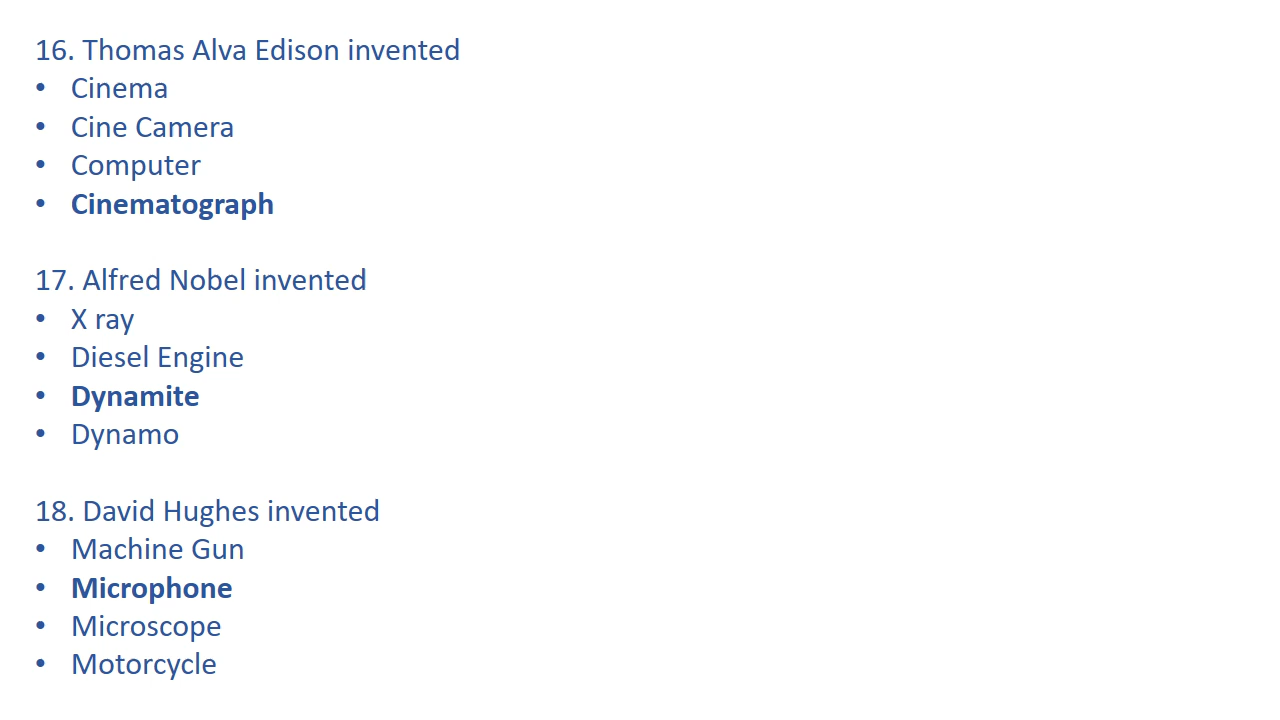 16. Thomas Alva Edison invented
• Cinema
• Cine Camera
• Computer
• Cinematograph
17. Alfred Nobel invented
• X ray
• Diesel Engine
• Dynamite
• Dynamo
18. David Hughes invented
• Machine Gun
• Microphone
• Microscope
• Motorcycle